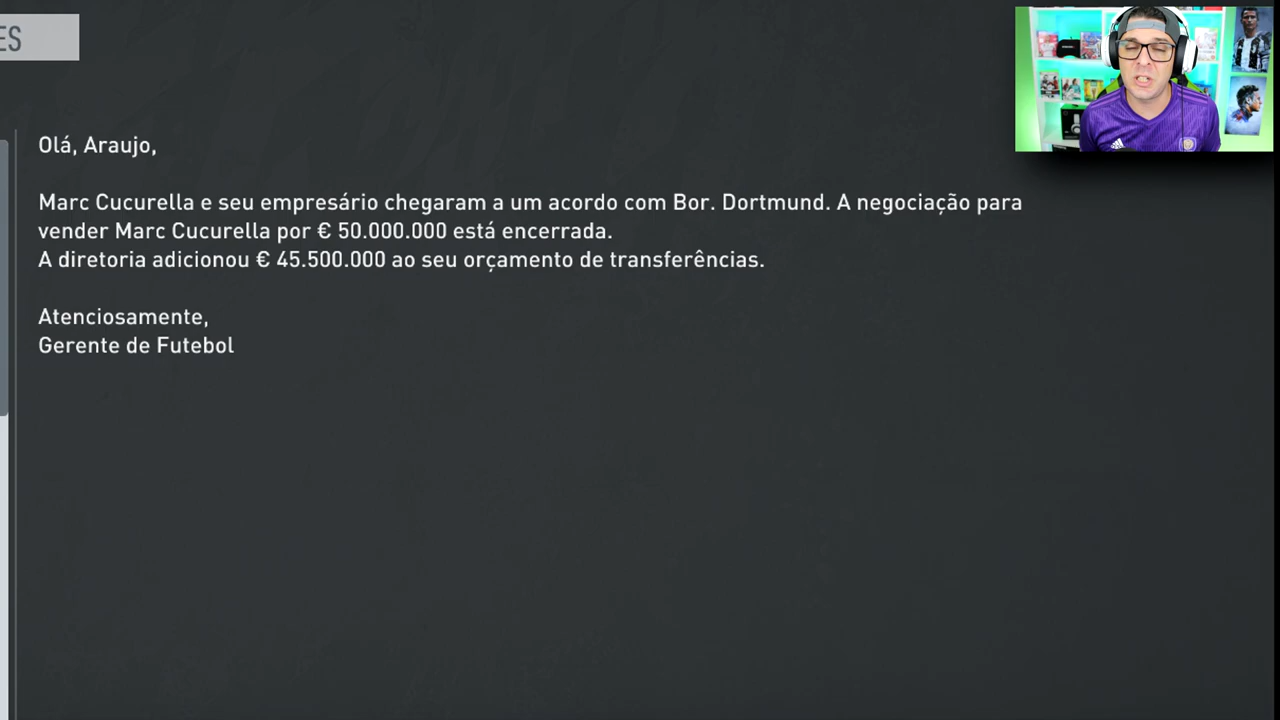 ES
Olá, Araujo,
Marc Cucurella e seu empresário chegaram a um acordo com Bor. Dortmund. A negociação para
vender Marc Cucurella por € 50.000.000 está encerrada.
A diretoria adicionou € 45.500.000 ao seu orçamento de transferências.
Atenciosamente,
Gerente de Futebol